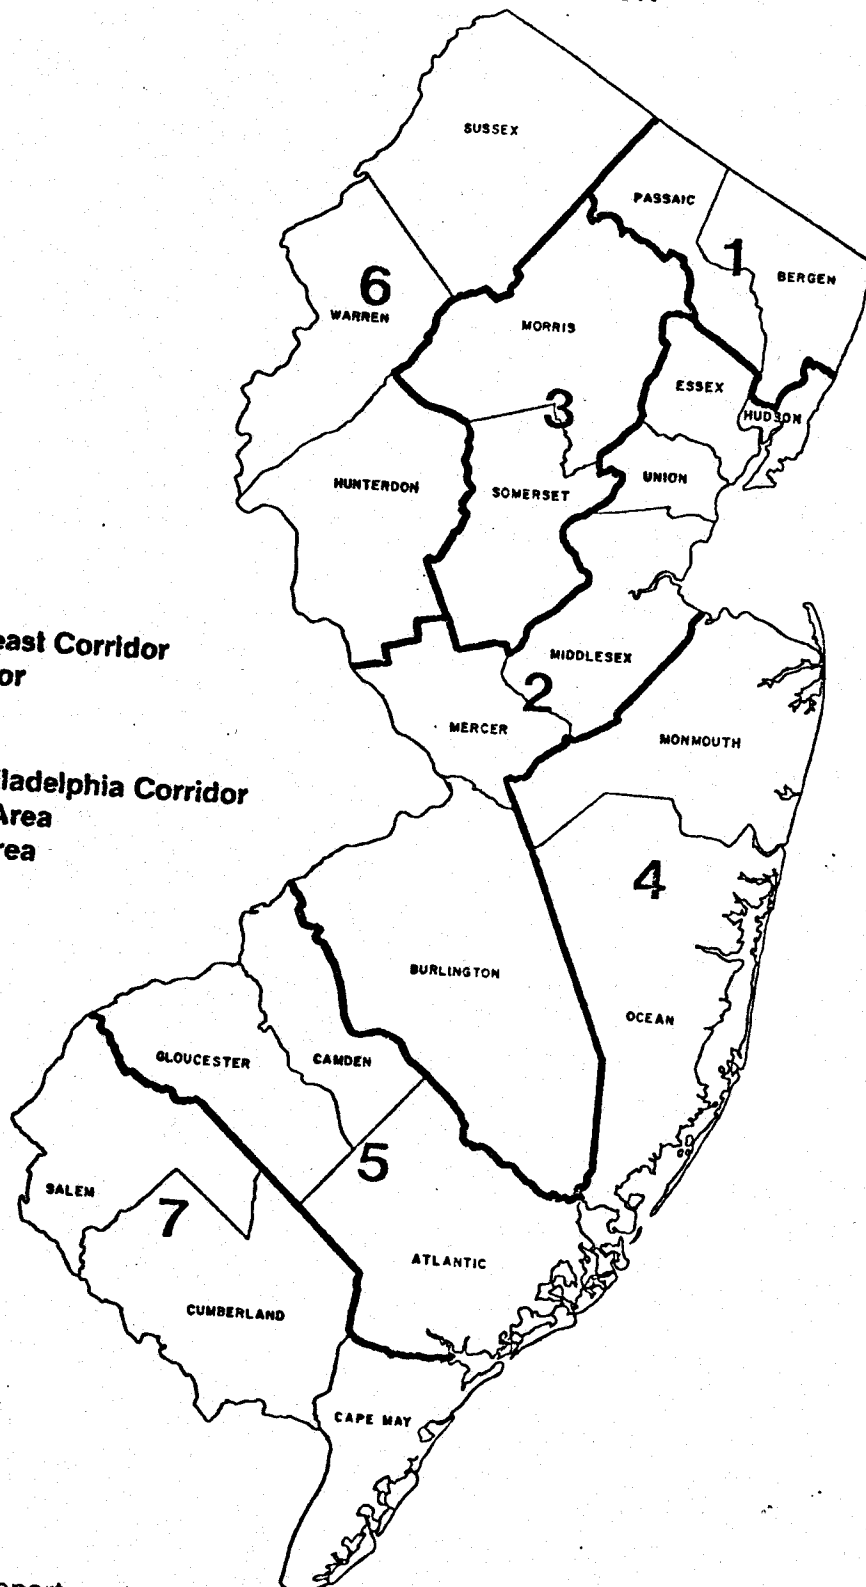 SUSSEX
PASSAIC
1
BERGEN
6
WARREN
MORRIS
ESSEX
3
HUDSON
HUNTERDON
SOMERSET
UNION
east Corridor
or
MIDDLESEX
2
MERCER
MONMOUTH
ladelphia Corridor
Area
rea
4
BURLINGTON
OCEAN
GLOUCESTER
CAMDEN
5
SALEM
7
ATLANTIC
CUMBERLAND
CAPE MAY